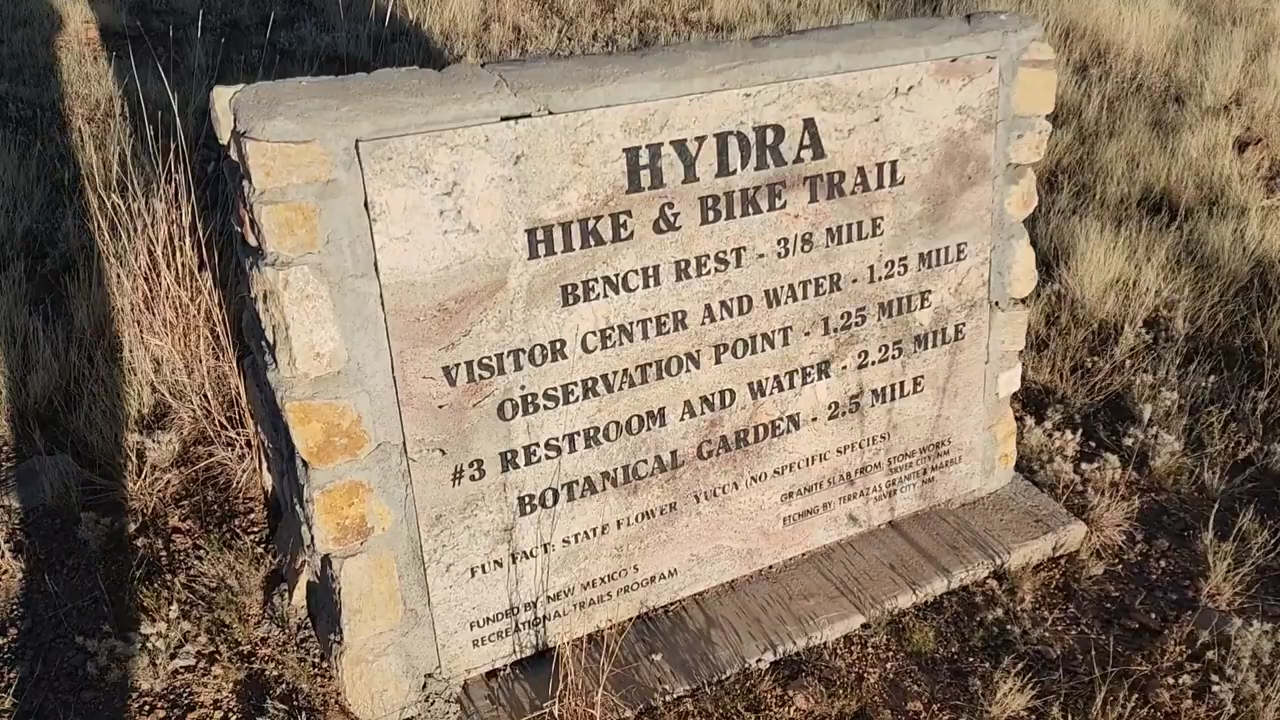 HYDRA
HIKE & BIKE TRAIL
BENCH REST - 3/8 MILE
VISITOR CENTER AND WATER - 1.25 MILE
OBSERVATION POINT - 1.25 MILE
#3 RESTROOM AND WATER - 2.25 MILE
BOTANICAL GARDEN - 2.5 MILE
FUN FACT: STATE FLOWER YUCCA (NO SPECIFIC SPECIES)
GRANITE SLAB FROM: STONE WORKS
SILVER CITY, NM
ETCHING BY: TERRAZAS GRANITE & MARBLE
SILVER CITY NM
FUNDED BY: NEW MEXICO'S
RECREATIONAL TRAILS PROGRAM